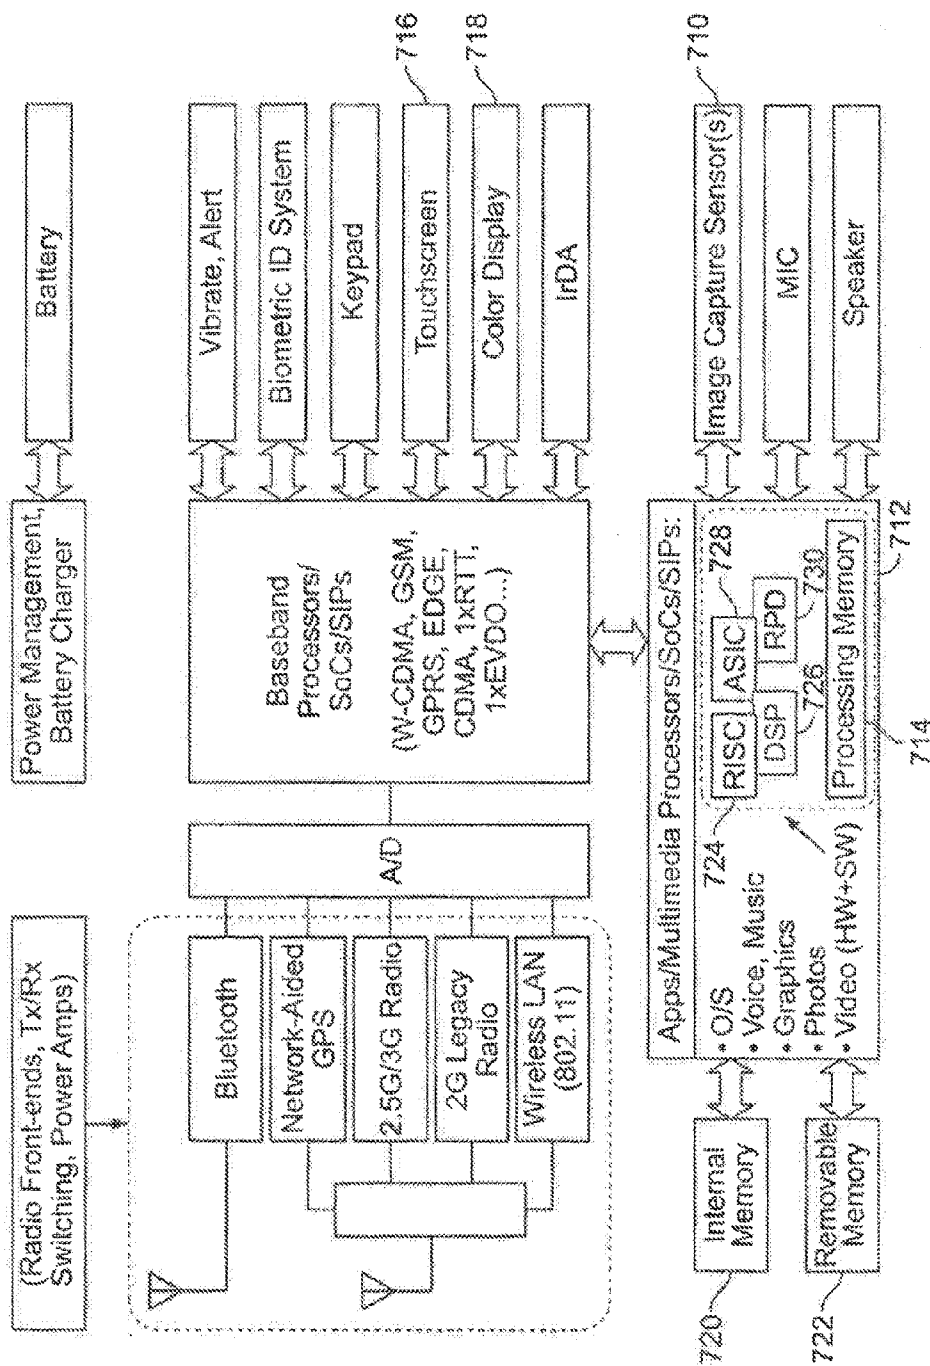 (Radio Front-ends, Tx/Rx
Switching, Power Amps)
Power Management,
Battery Charger
Battery
Bluetooth
Network-Aided
GPS
2.5G/3G Radio
2G Legacy
Radio
Wireless LAN
(802.11)
A/D
Baseband
Processors/
SoCs/SIPs
(W-CDMA, GSM,
GPRS, EDGE,
CDMA, 1xRTT,
1xEVDO...)
Vibrate, Alert
Biometric ID System
Keypad
Touchscreen
716
Color Display
718
IrDA
Internal
Memory
720
Removable
Memory
722
Apps/Multimedia Processors/SoCs/SIPs:
• O/S
• Voice, Music
• Graphics
• Photos
• Video (HW+SW)
724
RISC
ASIC
728
DSP
726
RPD
730
Processing Memory
714
712
Image Capture Sensor(s)
710
MIC
Speaker